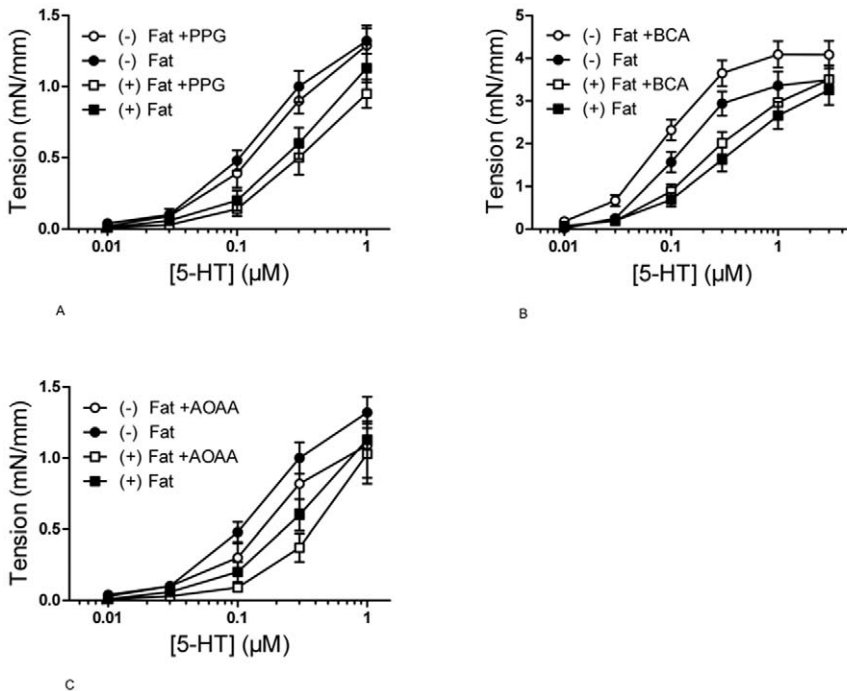 (-) Fat +PPG
(-) Fat
(+) Fat +PPG
(+) Fat
Tension (mN/mm)
1.5
1.0
0.5
0.0
0.01
0.1
1
[5-HT] (µM)
A
(-) Fat +BCA
(-) Fat
(+) Fat +BCA
(+) Fat
Tension (mN/mm)
5
4
3
2
1
0
0.01
0.1
1
[5-HT] (µM)
B
(-) Fat +AOAA
(-) Fat
(+) Fat +AOAA
(+) Fat
Tension (mN/mm)
1.5
1.0
0.5
0.0
0.01
0.1
1
[5-HT] (µM)
C